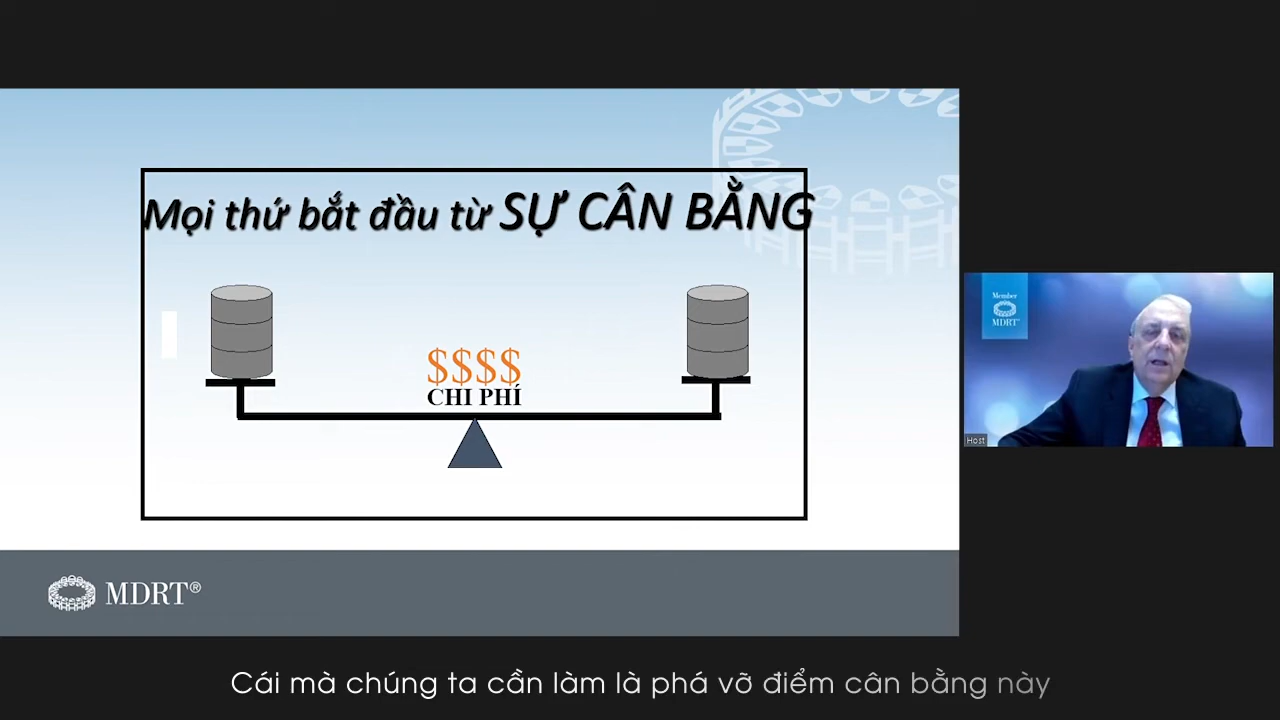 Mọi thứ bắt đầu từ SỰ CÂN BẰNG
$$$$
CHI PHÍ
MDRT®
Member
MDRT®
Host
Cái mà chúng ta cần làm là phá vỡ điểm cân bằng này